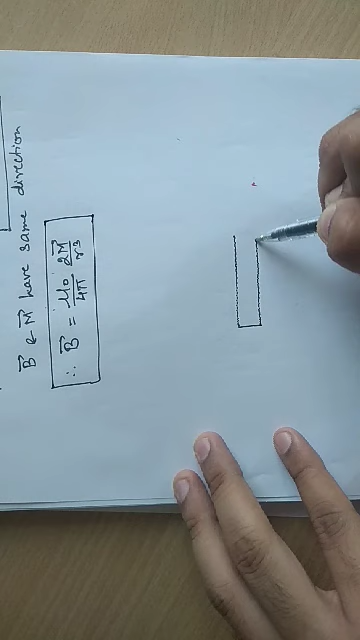 B⃗ & M⃗ have same direction
∴ B⃗ = μ₀/4π 2M⃗/r³